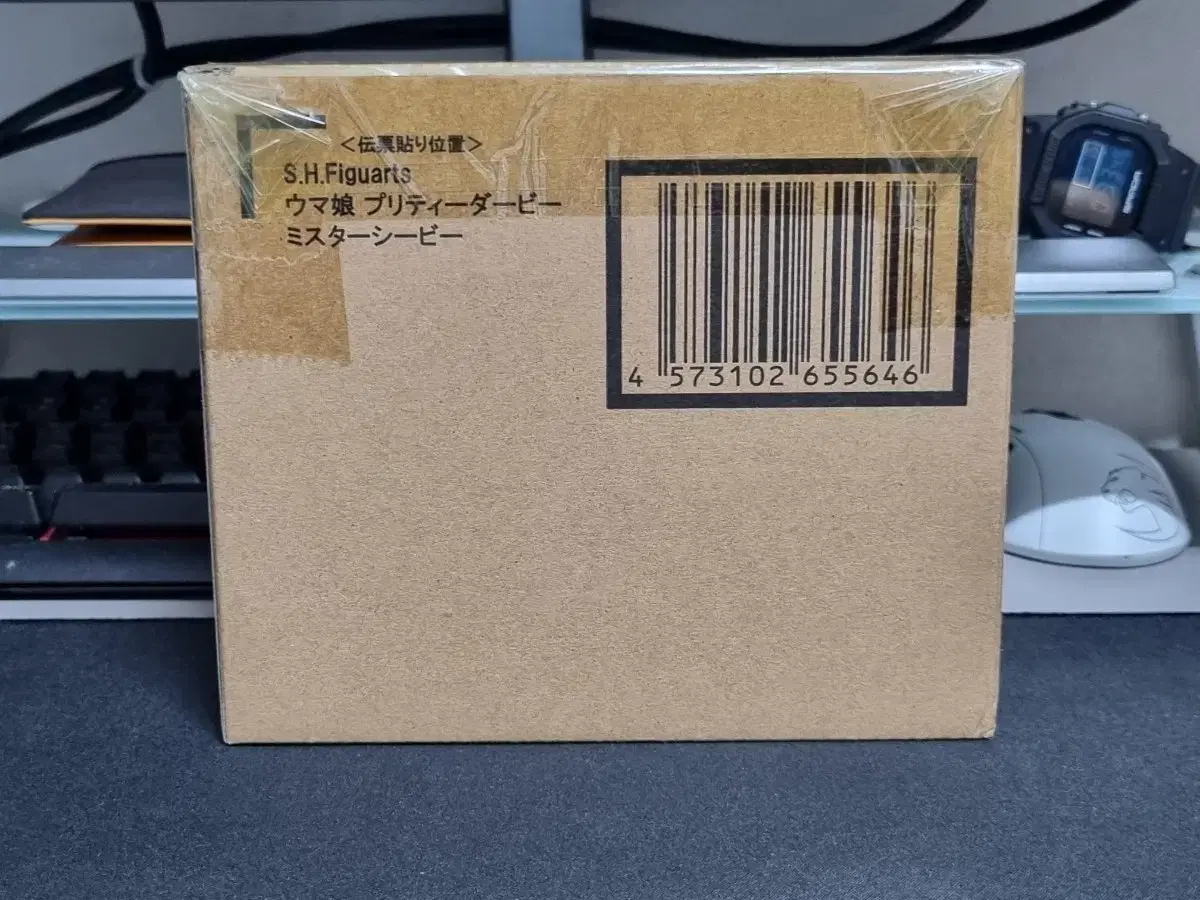 ＜伝票貼り位置＞
S.H.Figuarts
ウマ娘 プリティーダービー
ミスターシービー
4 573102 655646